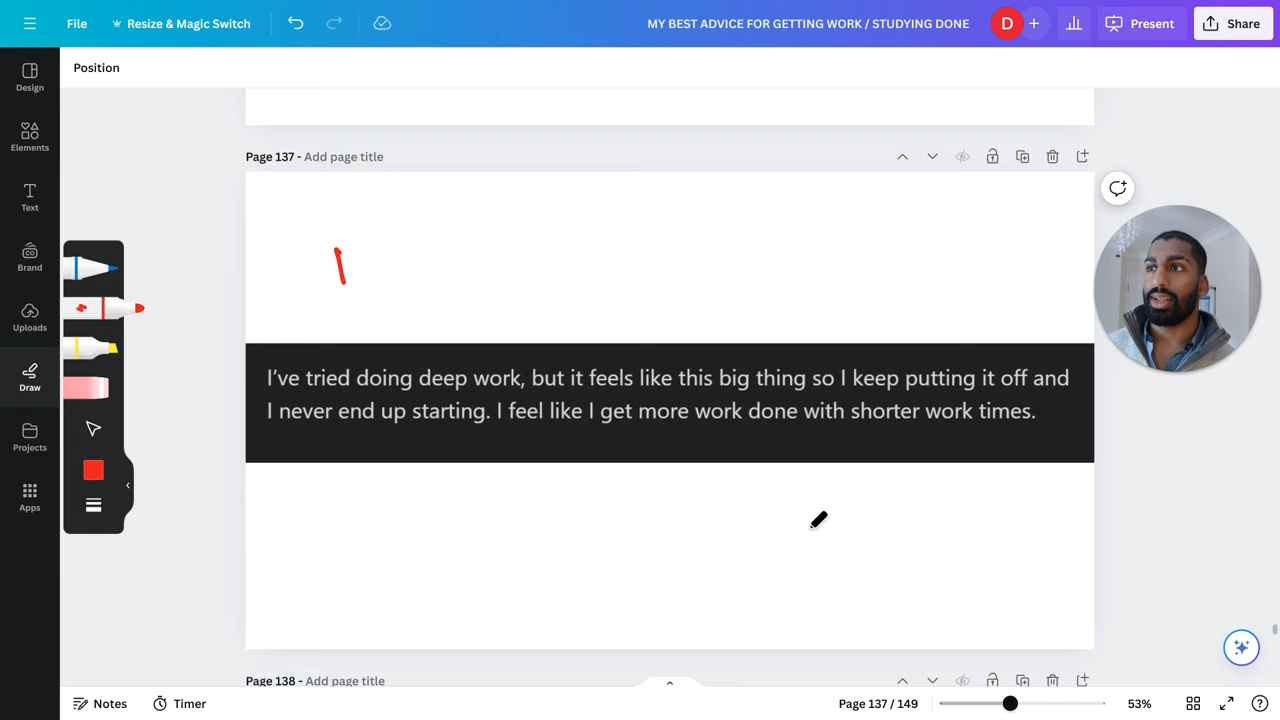 File
Resize & Magic Switch
MY BEST ADVICE FOR GETTING WORK / STUDYING DONE
D
Present
Share
Position
Design
Elements
Text
Brand
Uploads
Draw
Projects
Apps
Page 137 - Add page title
I've tried doing deep work, but it feels like this big thing so I keep putting it off and
I never end up starting. I feel like I get more work done with shorter work times.
Page 138 - Add page title
Notes
Timer
Page 137 / 149
53%